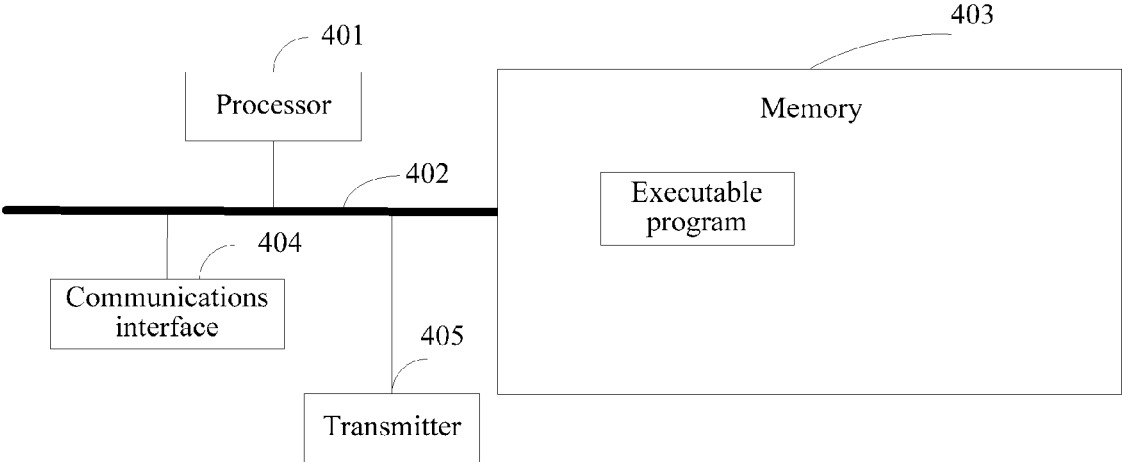 403
401
Processor
Memory
402
Executable
program
404
Communications
interface
405
Transmitter